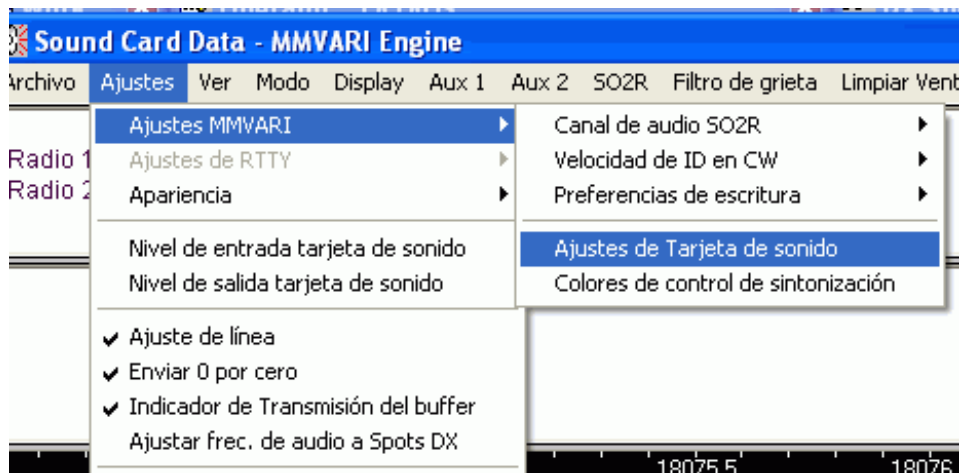 Sound Card Data - MMVARI Engine
Archivo Ajustes Ver Modo Display Aux 1 Aux 2 SO2R Filtro de grieta Limpiar Vent
Radio 1
Radio 2
Ajustes MMVARI
Ajustes de RTTY
Apariencia
Nivel de entrada tarjeta de sonido
Nivel de salida tarjeta de sonido
Ajuste de línea
Enviar 0 por cero
Indicador de Transmisión del buffer
Ajustar frec. de audio a Spots DX
Canal de audio SO2R
Velocidad de ID en CW
Preferencias de escritura
Ajustes de Tarjeta de sonido
Colores de control de sintonización
18075.5
18076